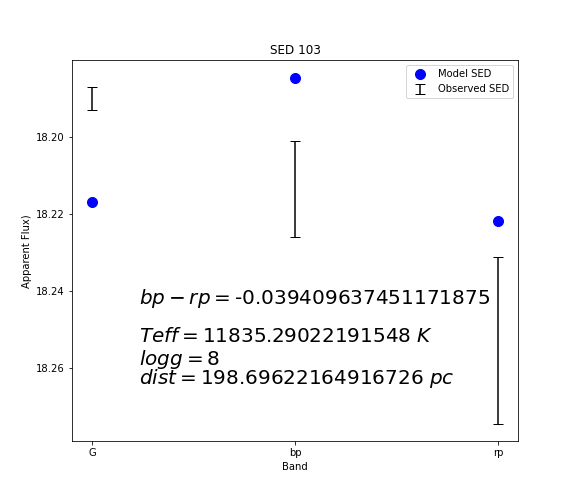 SED 103
Model SED
Observed SED
18.20
18.22
18.24
18.26
Apparent Flux)
bp − rp = -0.039409637451171875
Teff = 11835.29022191548 K
logg = 8
dist = 198.69622164916726 pc
G
bp
rp
Band